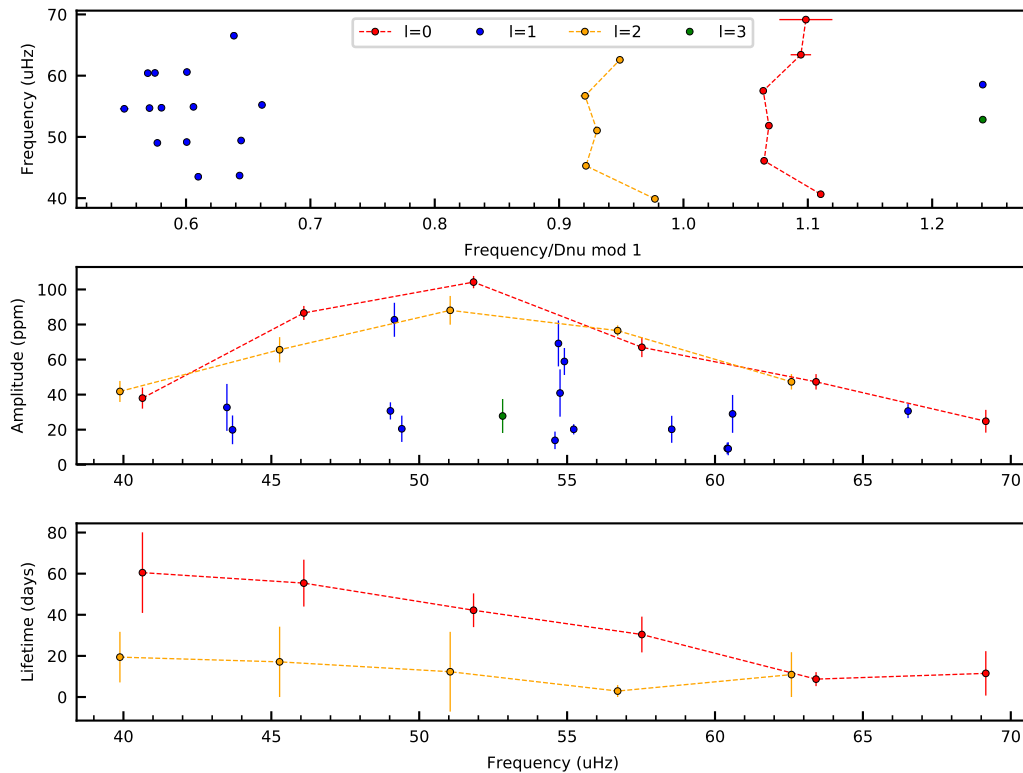 l=0 l=1 l=2 l=3
Frequency (uHz)
70
60
50
40
0.6 0.7 0.8 0.9 1.0 1.1 1.2
Frequency/Dnu mod 1
Amplitude (ppm)
100
80
60
40
20
0
40 45 50 55 60 65 70
Lifetime (days)
80
60
40
20
0
40 45 50 55 60 65 70
Frequency (uHz)